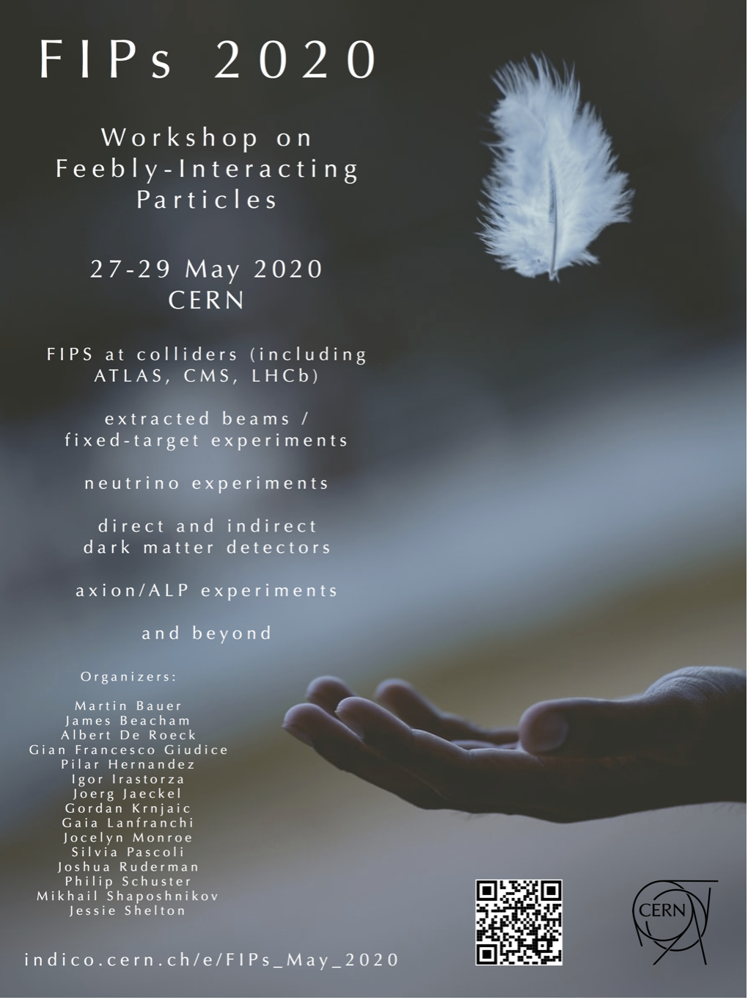 FIPs 2020
Workshop on
Feebly-Interacting
Particles
27-29 May 2020
CERN
FIPS at colliders (including
ATLAS, CMS, LHCb)
extracted beams /
fixed-target experiments
neutrino experiments
direct and indirect
dark matter detectors
axion/ALP experiments
and beyond
Organizers:
Martin Bauer
James Beacham
Albert De Roeck
Gian Francesco Giudice
Pilar Hernandez
Igor Irastorza
Joerg Jaeckel
Gordan Krnjaic
Gaia Lanfranchi
Jocelyn Monroe
Silvia Pascoli
Joshua Ruderman
Philip Schuster
Mikhail Shaposhnikov
Jessie Shelton
indico.cern.ch/e/FIPs_May_2020
CERN